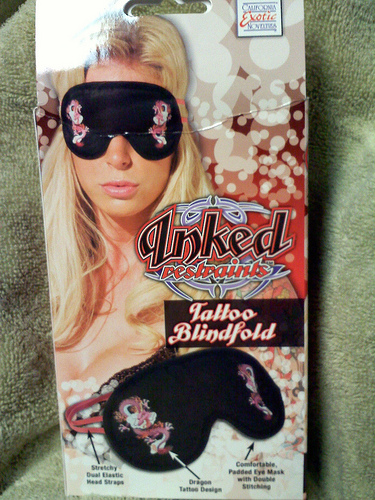 CALIFORNIA
Exotic
NOVELTIES
Inked
restraints
Tattoo
Blindfold
Stretchy
Dual Elastic
Head Straps
Dragon
Tattoo Design
Comfortable,
Padded Eye Mask
with Double
Stitching